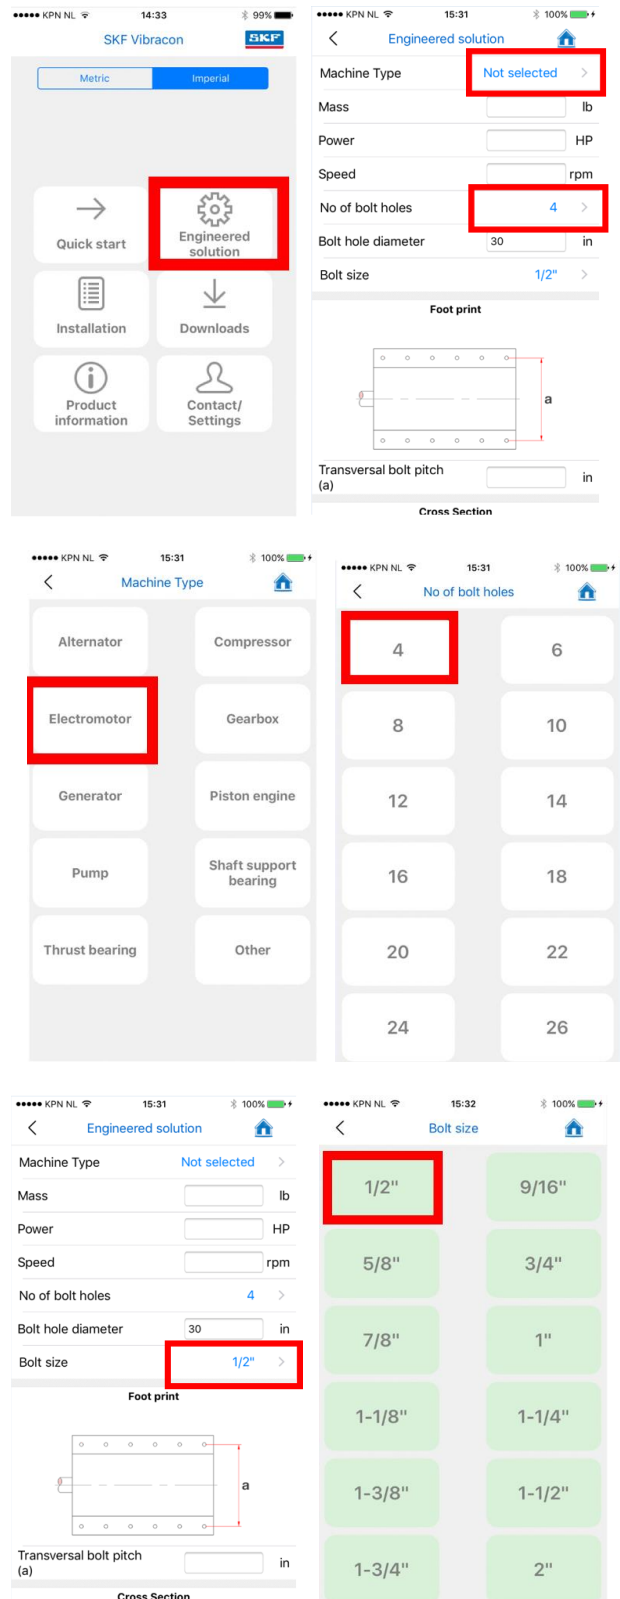 KPN NL 14:33 99%
SKF Vibracon SKF
Metric Imperial
Quick start
Engineered
solution
Installation
Downloads
Product
information
Contact/
Settings
KPN NL 15:31 100%
Engineered solution
Machine Type Not selected
Mass lb
Power HP
Speed rpm
No of bolt holes 4
Bolt hole diameter 30 in
Bolt size 1/2"
Foot print
a
Transversal bolt pitch
(a) in
Cross Section
KPN NL 15:31 100%
Machine Type
Alternator Compressor
Electromotor Gearbox
Generator Piston engine
Pump
Shaft support
bearing
Thrust bearing Other
KPN NL 15:31 100%
No of bolt holes
4 6
8 10
12 14
16 18
20 22
24 26
KPN NL 15:31 100%
Engineered solution
Machine Type Not selected
Mass lb
Power HP
Speed rpm
No of bolt holes 4
Bolt hole diameter 30 in
Bolt size 1/2"
Foot print
a
Transversal bolt pitch
(a) in
Cross Section
KPN NL 15:32 100%
Bolt size
1/2" 9/16"
5/8" 3/4"
7/8" 1"
1-1/8" 1-1/4"
1-3/8" 1-1/2"
1-3/4" 2"